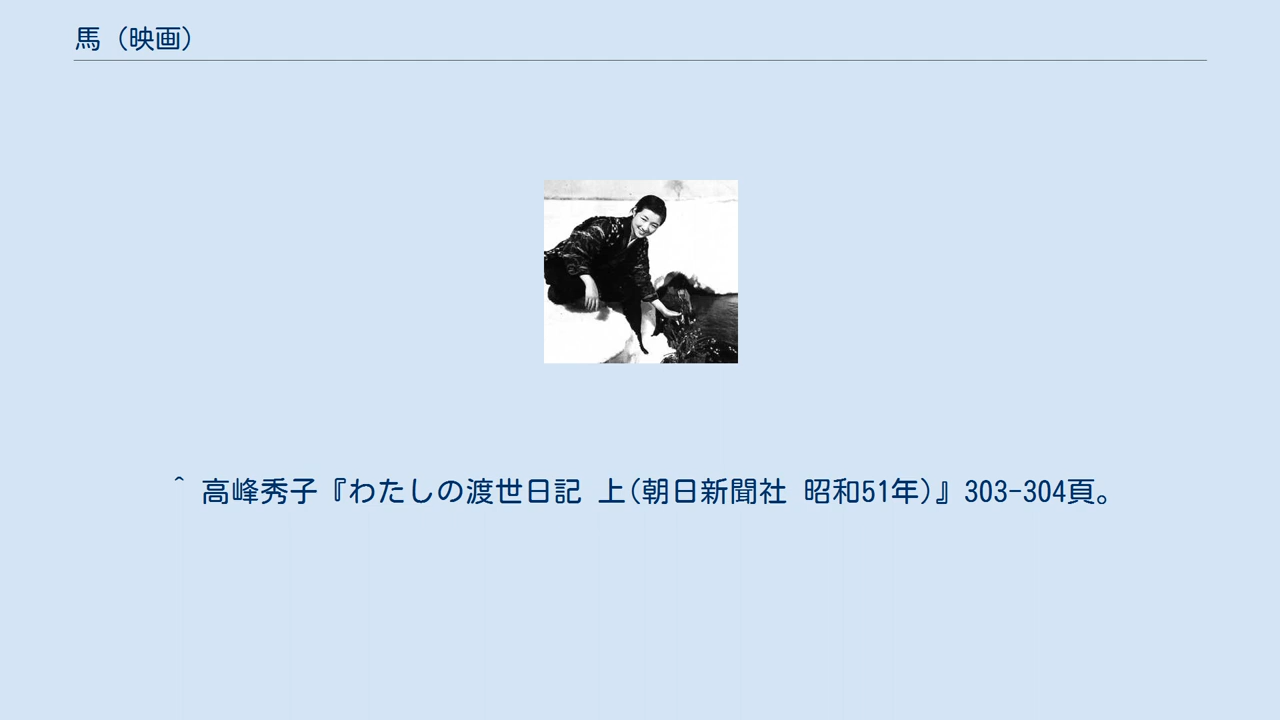 馬 (映画)
^ 高峰秀子『わたしの渡世日記 上(朝日新聞社 昭和51年)』303-304頁。